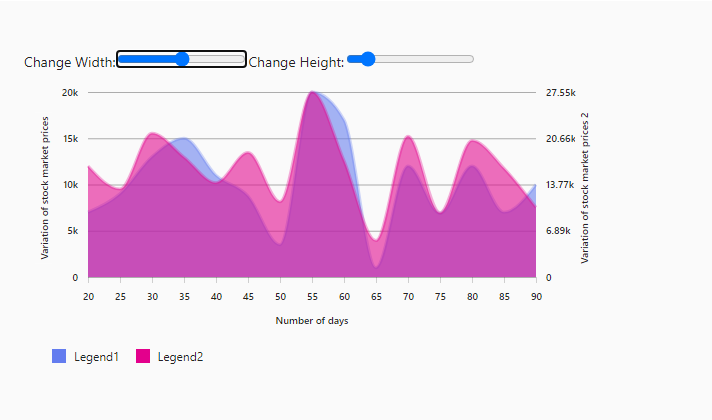 Change Width: Change Height:
20k 27.55k
15k 20.66k
10k 13.77k
5k 6.89k
0 0
Variation of stock market prices
Variation of stock market prices 2
20 25 30 35 40 45 50 55 60 65 70 75 80 85 90
Number of days
Legend1 Legend2